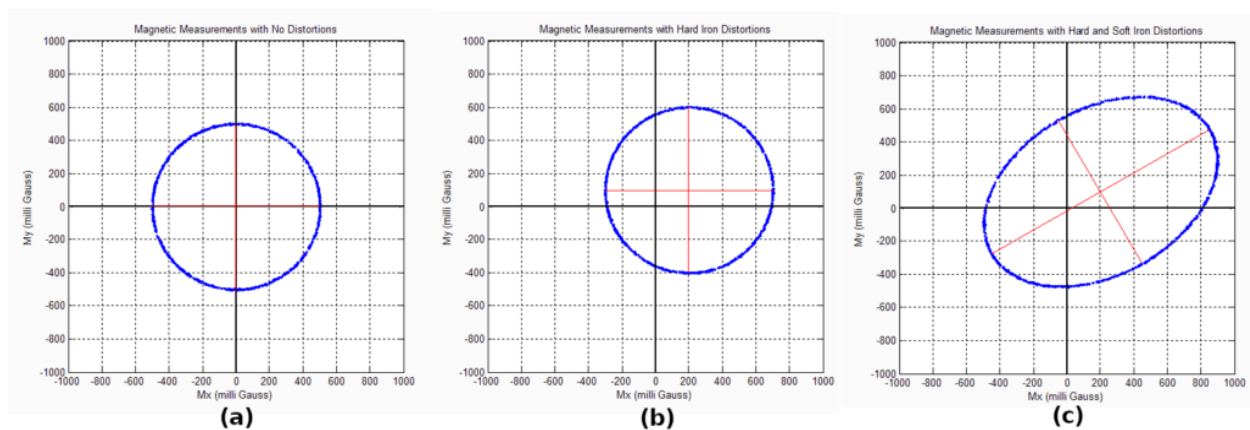 Magnetic Measurements with No Distortions
1000
800
600
400
200
0
-200
-400
-600
-800
-1000
-1000 -800 -600 -400 -200 0 200 400 600 800 1000
My (milli Gauss)
Mx (milli Gauss)
(a)
Magnetic Measurements with Hard Iron Distortions
1000
800
600
400
200
0
-200
-400
-600
-800
-1000
-1000 -800 -600 -400 -200 0 200 400 600 800 1000
My (milli Gauss)
Mx (milli Gauss)
(b)
Magnetic Measurements with Hard and Soft Iron Distortions
1000
800
600
400
200
0
-200
-400
-600
-800
-1000
-1000 -800 -600 -400 -200 0 200 400 600 800 1000
My (milli Gauss)
Mx (milli Gauss)
(c)